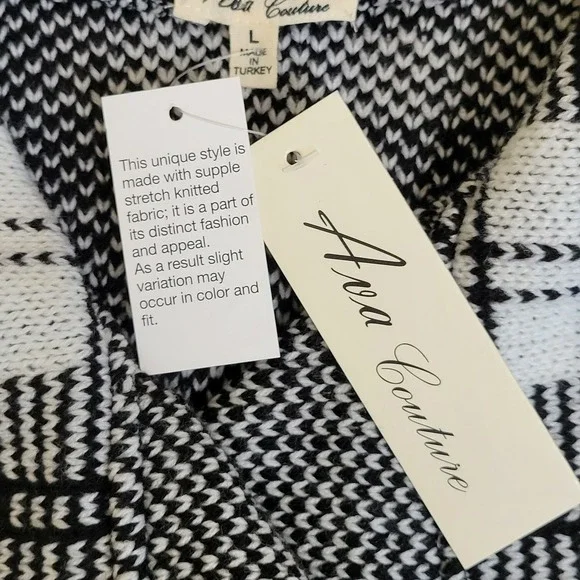 Couture
L
MADE
IN
TURKEY
This unique style is
made with supple
stretch knitted
fabric; it is a part of
its distinct fashion
and appeal.
As a result slight
variation may
occur in color and
fit.
Ava Couture